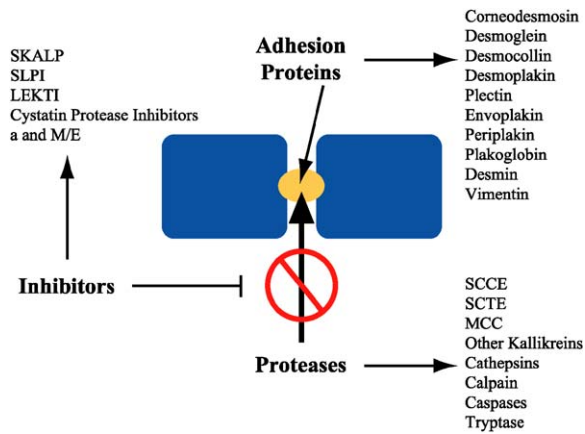 SKALP
SLPI
LEKTI
Cystatin Protease Inhibitors
a and M/E
Inhibitors
Adhesion
Proteins
Corneodesmosin
Desmoglein
Desmocollin
Desmoplakin
Plectin
Envoplakin
Periplakin
Plakoglobin
Desmin
Vimentin
Proteases
SCCE
SCTE
MCC
Other Kallikreins
Cathepsins
Calpain
Caspases
Tryptase